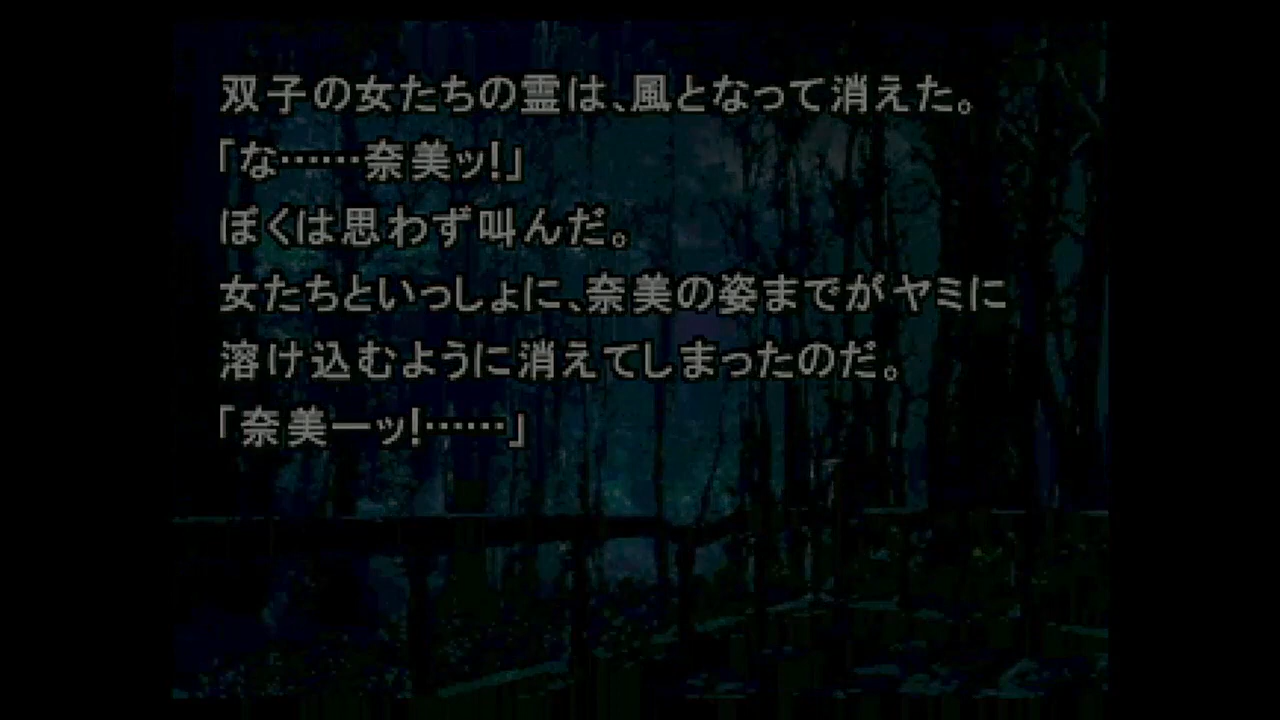 双子の女たちの霊は、風となって消えた。
「な……奈美ッ!」
ぼくは思わず叫んだ。
女たちといっしょに、奈美の姿までがヤミに
溶け込むように消えてしまったのだ。
「奈美ーッ!……」